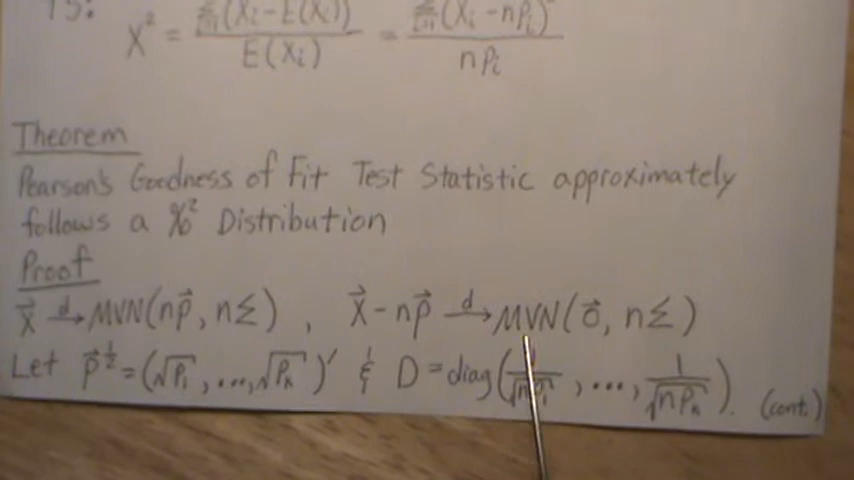 is:
X² = Σ(Xᵢ - E(Xᵢ))² / E(Xᵢ) = Σ(Xᵢ - npᵢ)² / npᵢ
Theorem
Pearson's Goodness of Fit Test Statistic approximately
follows a χ² Distribution
Proof
X⃗ →ᵈ MVN(np⃗, nΣ) , X⃗ - np⃗ →ᵈ MVN(0⃗, nΣ)
Let p⃗^½ = (√p₁, ..., √pₖ)′ & D = diag(1/√np₁, ..., 1/√npₖ). (cont.)